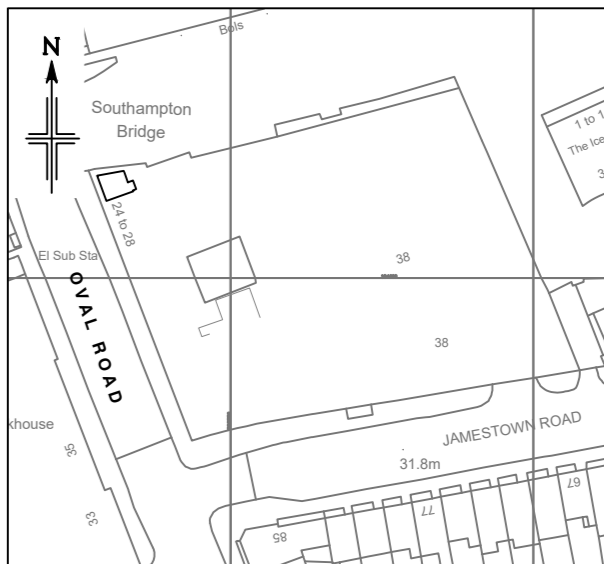 Bols
N
Southampton
Bridge
1 to 1
The Ice
3
24 to 28
El Sub Sta
38
OVAL ROAD
38
khouse
35
JAMESTOWN ROAD
31.8m
33
77
67
85